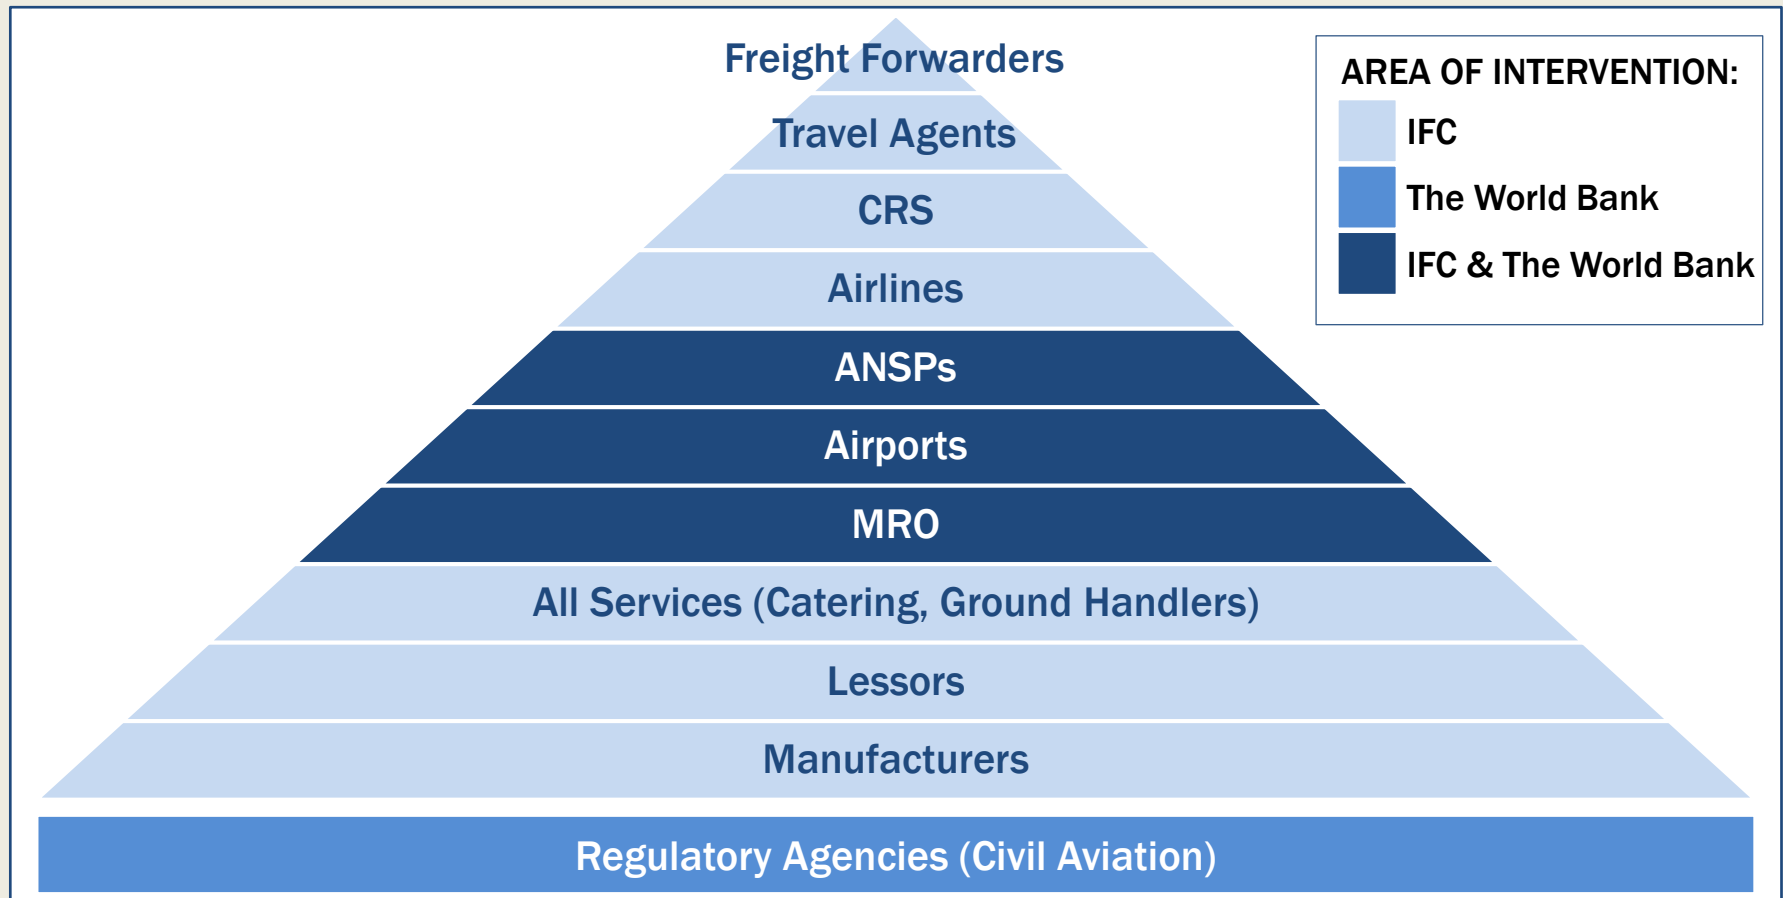 Freight Forwarders
Travel Agents
CRS
Airlines
ANSPs
Airports
MRO
All Services (Catering, Ground Handlers)
Lessors
Manufacturers
Regulatory Agencies (Civil Aviation)
AREA OF INTERVENTION:
IFC
The World Bank
IFC & The World Bank